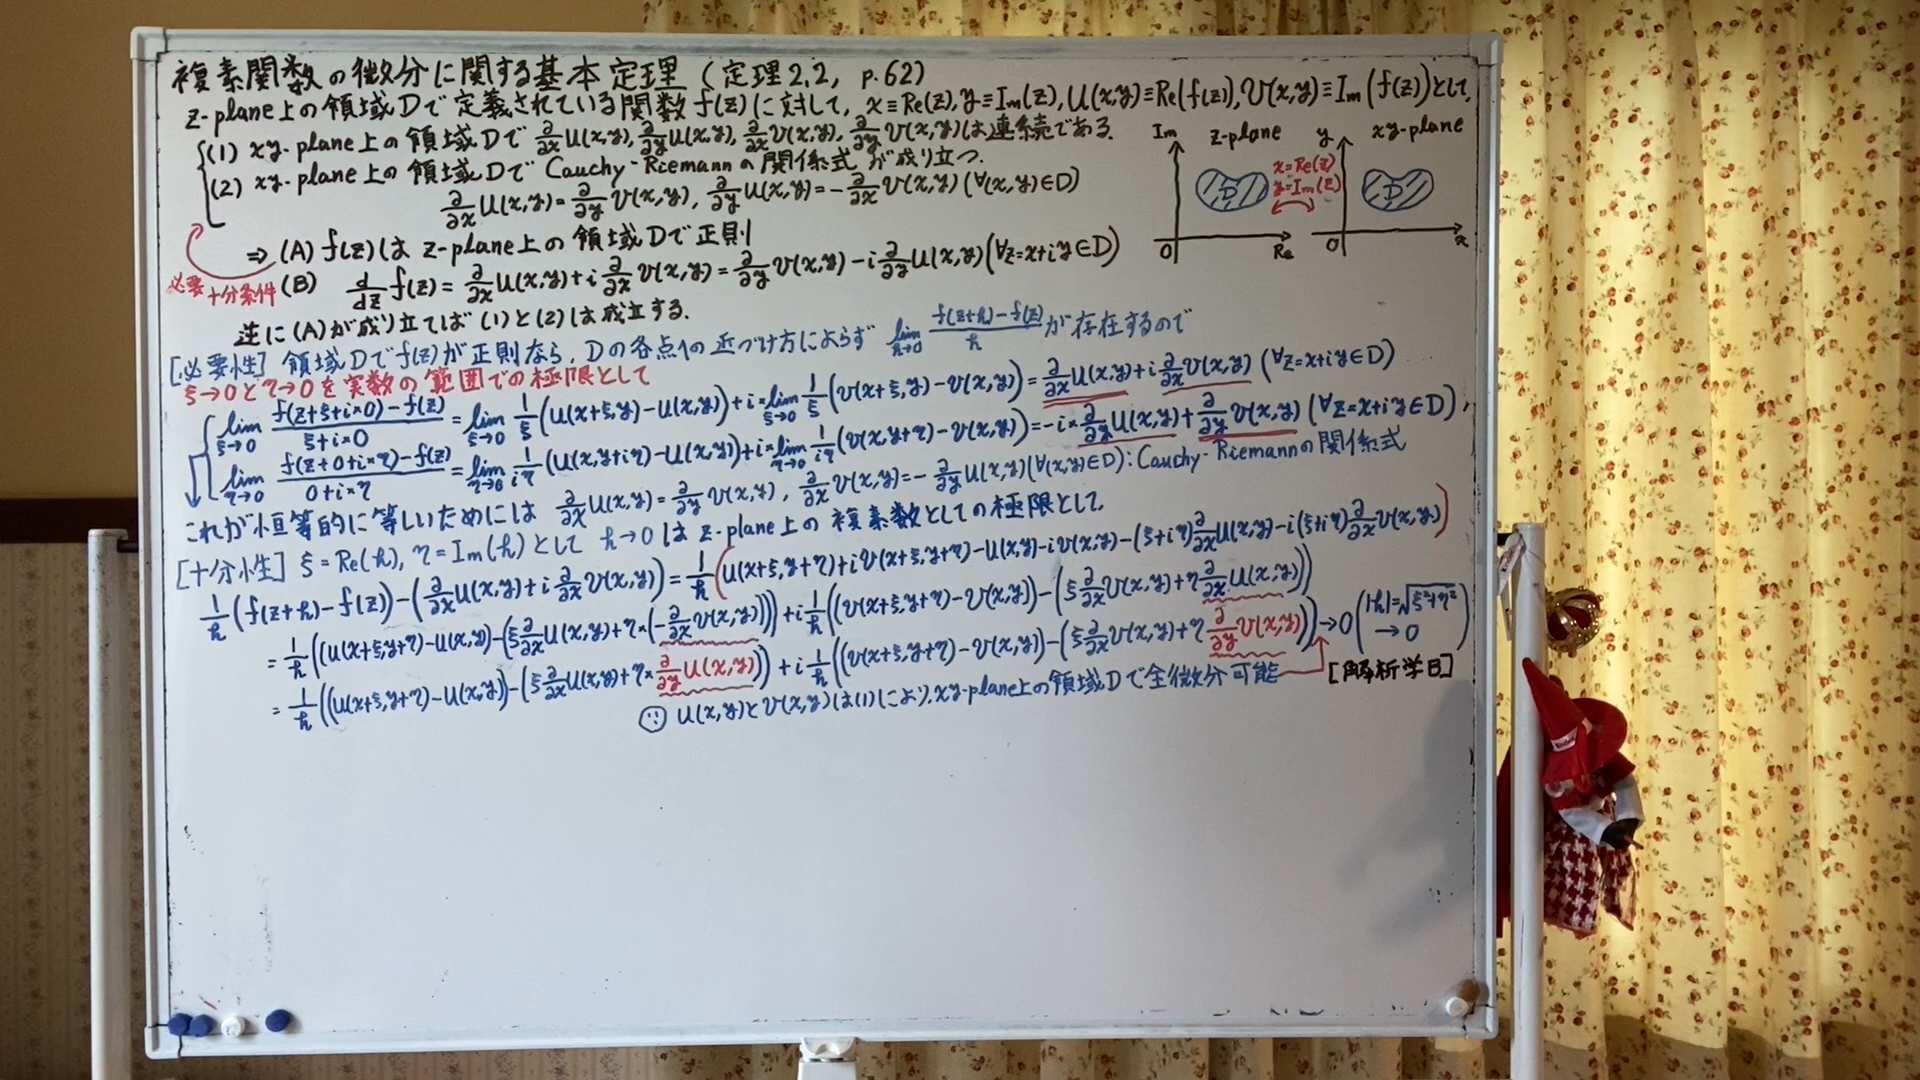 複素関数の微分に関する基本定理 (定理2.2, p.62)
z-plane上の領域Dで定義されている関数f(z)に対して, x≡Re(z), y≡Im(z), u(x,y)≡Re(f(z)), v(x,y)≡Im(f(z))として,
(1) xy-plane上の領域Dで ∂/∂x u(x,y), ∂/∂y u(x,y), ∂/∂x v(x,y), ∂/∂y v(x,y)は連続である.
(2) xy-plane上の領域DでCauchy-Riemannの関係式が成り立つ.
∂/∂x u(x,y)=∂/∂y v(x,y), ∂/∂y u(x,y)=-∂/∂x v(x,y) (∀(x,y)∈D)
⇒ (A) f(z)は z-plane上の領域Dで正則
必要十分条件
(B) d/dz f(z) = ∂/∂x u(x,y)+i ∂/∂x v(x,y)=∂/∂y v(x,y)-i ∂/∂y u(x,y) (∀z=x+iy∈D)
逆に(A)が成り立てば(1)と(2)は成立する.
Im z-plane
D
x=Re(z)
y=Im(z)
O Re
y xy-plane
D
O x
[必要性] 領域Dでf(z)が正則なら, Dの各点への近づけ方によらず lim h→0 (f(z+h)-f(z))/h が存在するので
ξ→0とη→0を実数の範囲での極限として
lim ξ→0 (f(z+ξ+i×0)-f(z))/(ξ+i×0) = lim ξ→0 1/ξ (u(x+ξ,y)-u(x,y))+i×lim ξ→0 1/ξ (v(x+ξ,y)-v(x,y))=∂/∂x u(x,y)+i ∂/∂x v(x,y) (∀z=x+iy∈D)
lim η→0 (f(z+0+i×η)-f(z))/(0+i×η) = lim η→0 1/iη (u(x,y+iη)-u(x,y))+i×lim η→0 1/iη (v(x,y+η)-v(x,y))=-i×∂/∂y u(x,y)+∂/∂y v(x,y) (∀z=x+iy∈D),
これが恒等的に等しいためには ∂/∂x u(x,y)=∂/∂y v(x,y), ∂/∂x v(x,y)=-∂/∂y u(x,y)(∀(x,y)∈D):Cauchy-Riemannの関係式
[十分性] ξ=Re(h), η=Im(h)として h→0は z-plane上の複素数としての極限として,
1/h (f(z+h)-f(z))-(∂/∂x u(x,y)+i ∂/∂x v(x,y))=1/h (u(x+ξ,y+η)+i v(x+ξ,y+η)-u(x,y)-i v(x,y)-(ξ+iη)∂/∂x u(x,y)-i(ξ+iη)∂/∂x v(x,y))
=1/h ((u(x+ξ,y+η)-u(x,y)-(ξ ∂/∂x u(x,y)+η×(-∂/∂x v(x,y))))+i 1/h ((v(x+ξ,y+η)-v(x,y))-(ξ ∂/∂x v(x,y)+η ∂/∂x u(x,y)))
=1/h ((u(x+ξ,y+η)-u(x,y))-(ξ ∂/∂x u(x,y)+η×∂/∂y u(x,y)))+i 1/h ((v(x+ξ,y+η)-v(x,y))-(ξ ∂/∂x v(x,y)+η ∂/∂y v(x,y)))→0 (|h|=√ξ²+η² →0)
∵ u(x,y)とv(x,y)は(1)により, xy-plane上の領域Dで全微分可能 [解析学B]